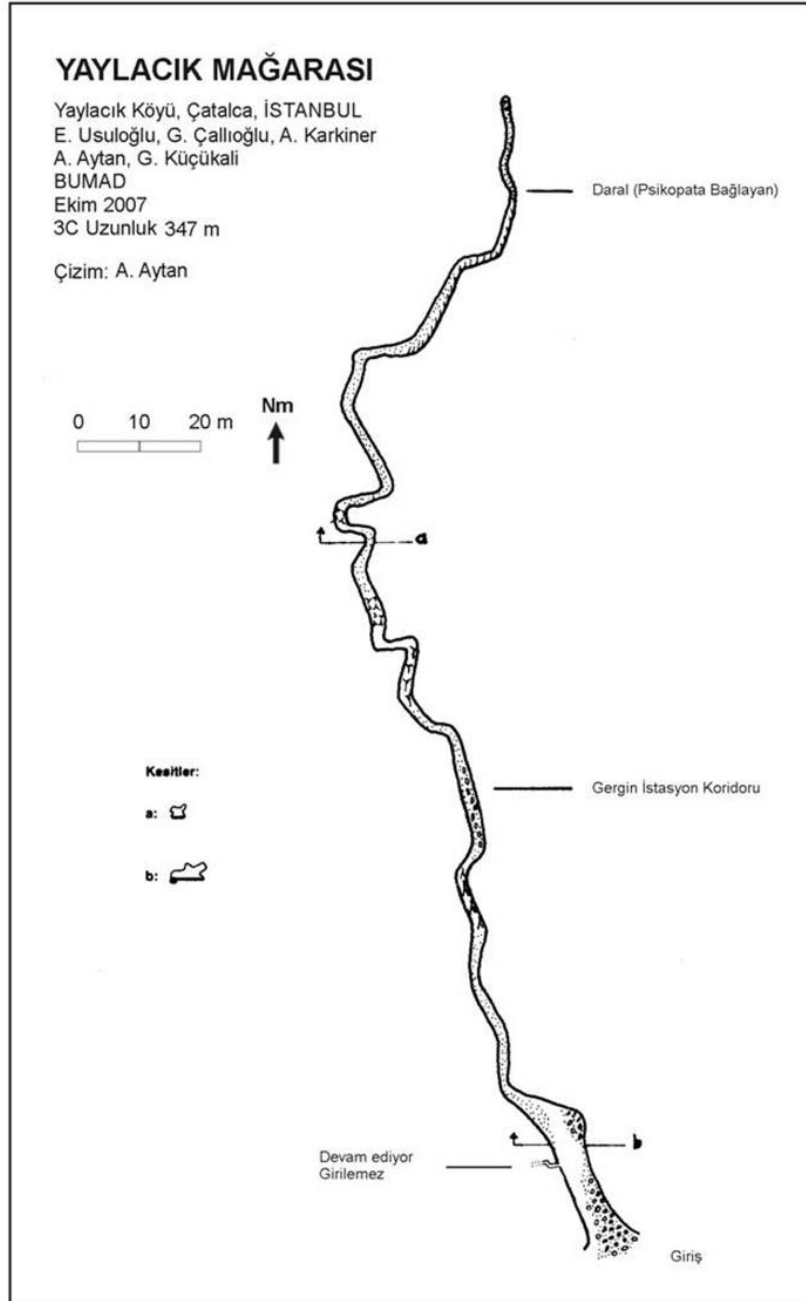 YAYLACIK MAĞARASI
Yaylacık Köyü, Çatalca, İSTANBUL
E. Usuloğlu, G. Çallıoğlu, A. Karkiner
A. Aytan, G. Küçükali
BUMAD
Ekim 2007
3C Uzunluk 347 m
Çizim: A. Aytan
Daral (Psikopata Bağlayan)
0 10 20 m
Nm
a
Kesitler:
a:
b:
Gergin İstasyon Koridoru
b
Devam ediyor
Girilemez
Giriş